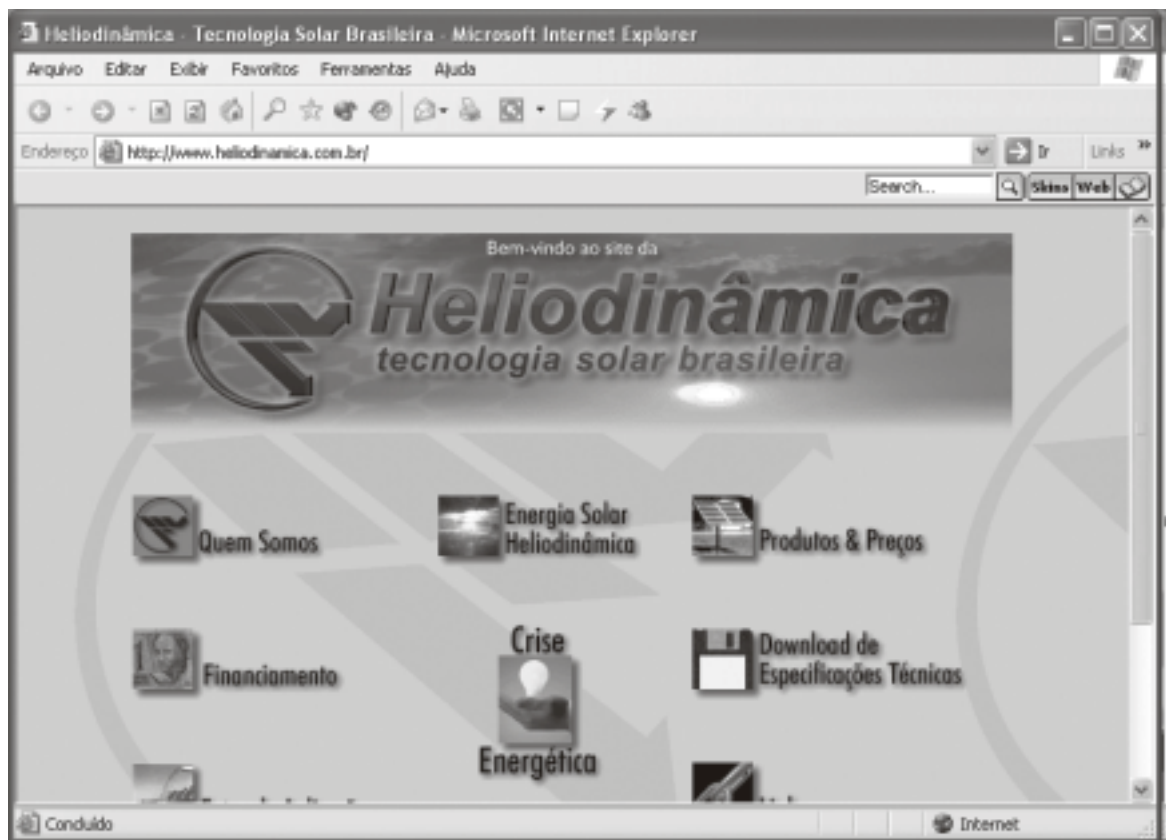 Heliodinâmica - Tecnologia Solar Brasileira - Microsoft Internet Explorer
Arquivo Editar Exibir Favoritos Ferramentas Ajuda
Endereço http://www.heliodinamica.com.br/ Ir Links »
Search... Skins Web
Bem-vindo ao site da
Heliodinâmica
tecnologia solar brasileira
Quem Somos
Energia Solar
Heliodinâmica
Produtos & Preços
Financiamento
Crise
Energética
Download de
Especificações Técnicas
Concluído Internet